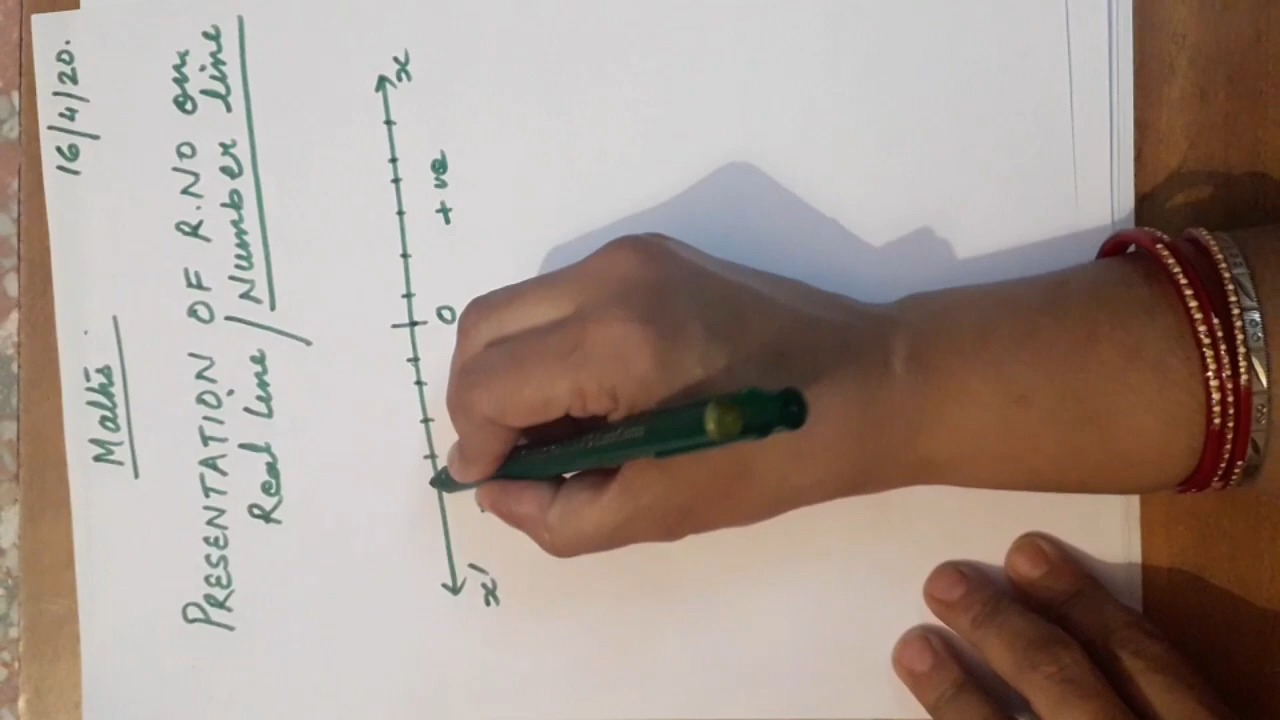 16/4/20.
Maths
PRESENTATION OF R.NO on
Real Line / Number line
x' 0 +ve x